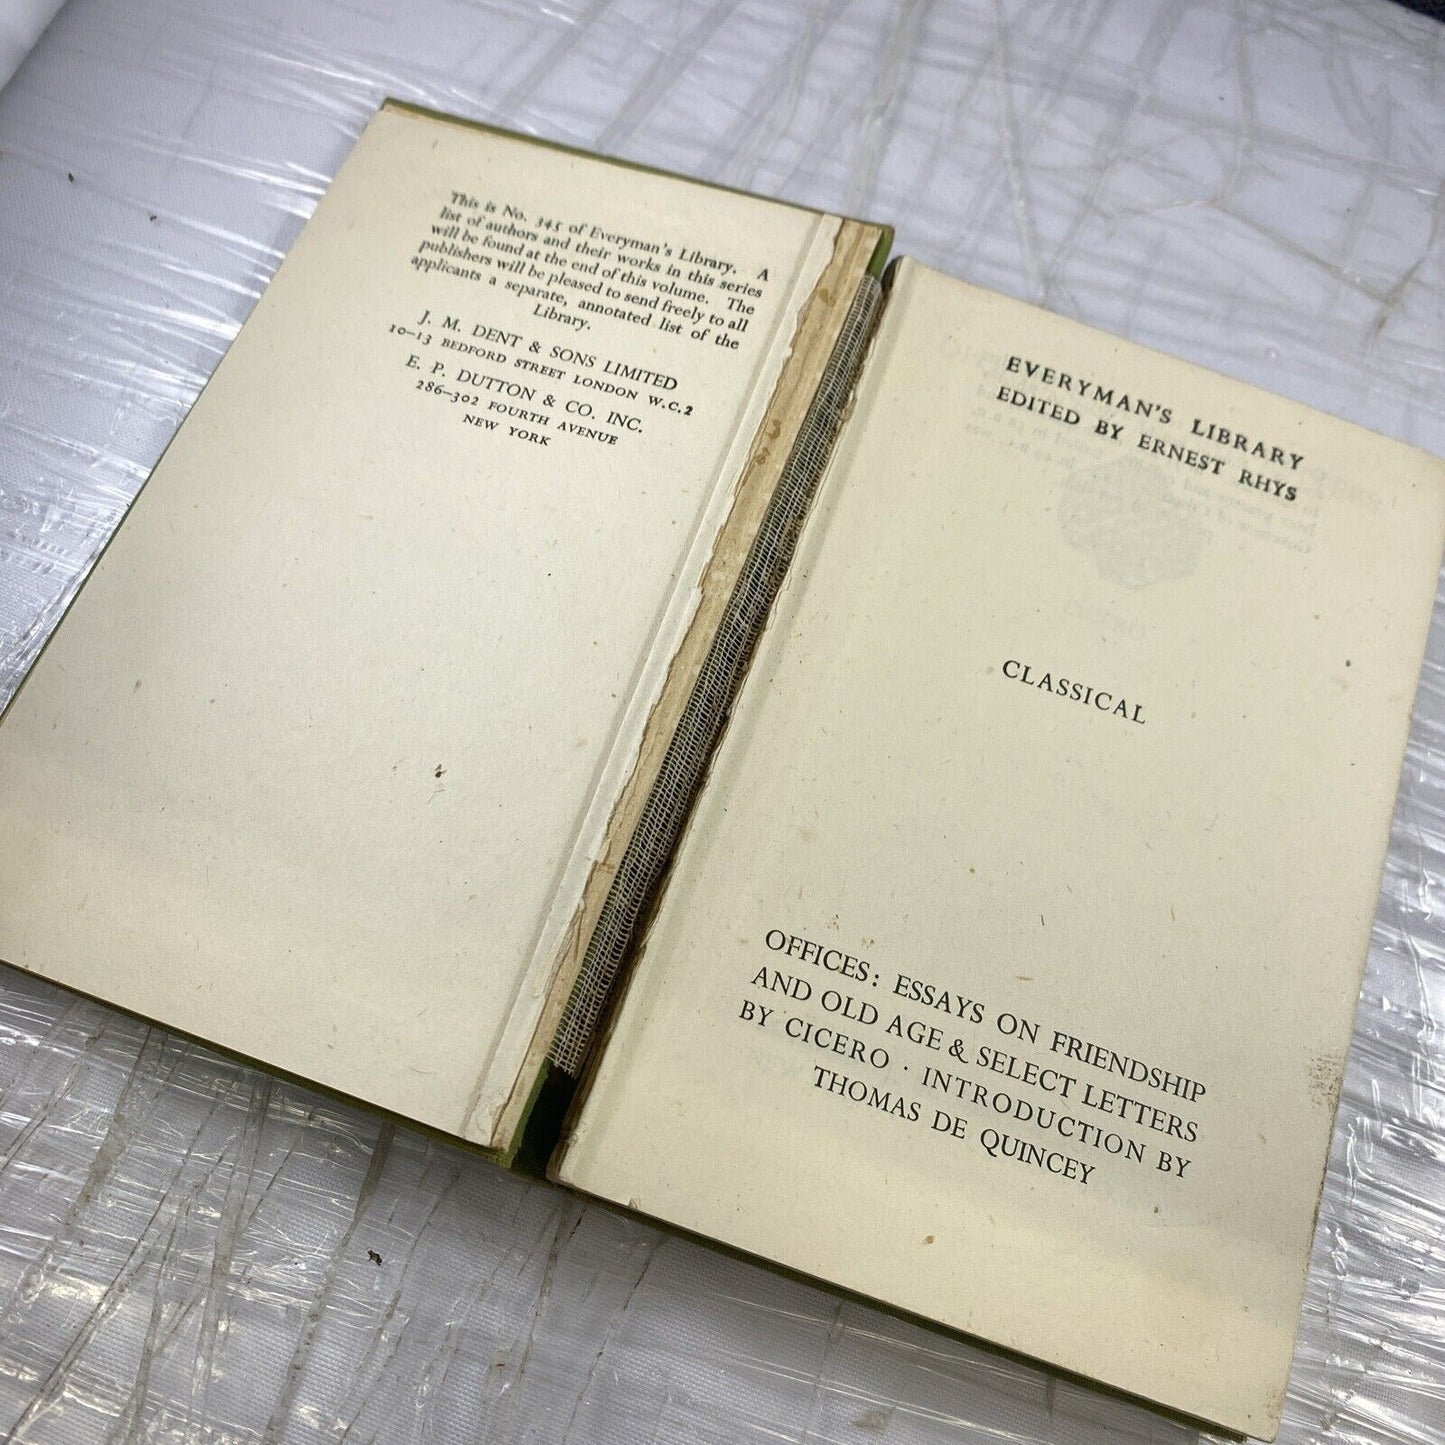 This is No. 345 of Everyman's Library. A
list of authors and their works in this series
will be found at the end of this volume. The
publishers will be pleased to send freely to all
applicants a separate, annotated list of the
Library.
J. M. DENT & SONS LIMITED
10–13 BEDFORD STREET LONDON W.C.2
E. P. DUTTON & CO. INC.
286–302 FOURTH AVENUE
NEW YORK
EVERYMAN'S LIBRARY
EDITED BY ERNEST RHYS
CLASSICAL
OFFICES: ESSAYS ON FRIENDSHIP
AND OLD AGE & SELECT LETTERS
BY CICERO · INTRODUCTION BY
THOMAS DE QUINCEY